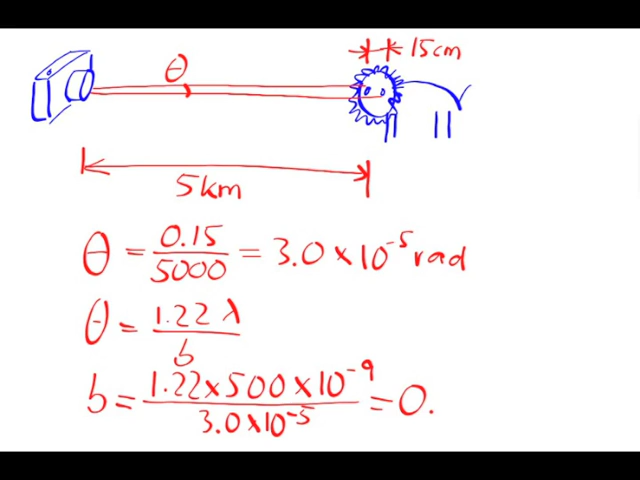 15cm
θ
5km
θ = 0.15/5000 = 3.0 × 10⁻⁵ rad
θ = 1.22 λ/b
b = 1.22×500×10⁻⁹/3.0×10⁻⁵ = 0.